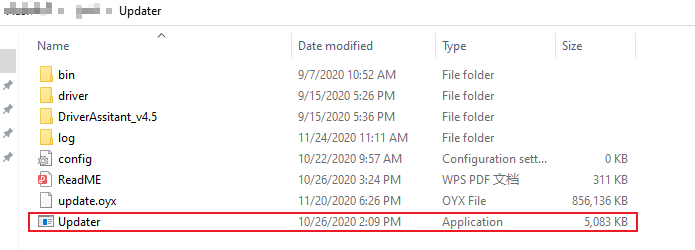 Updater
Name Date modified Type Size
bin 9/7/2020 10:52 AM File folder
driver 9/15/2020 5:26 PM File folder
DriverAssitant_v4.5 9/15/2020 5:36 PM File folder
log 11/24/2020 11:11 AM File folder
config 10/22/2020 9:57 AM Configuration sett... 0 KB
ReadME 10/26/2020 3:24 PM WPS PDF 文档 311 KB
update.oyx 11/20/2020 6:26 PM OYX File 856,136 KB
Updater 10/26/2020 2:09 PM Application 5,083 KB